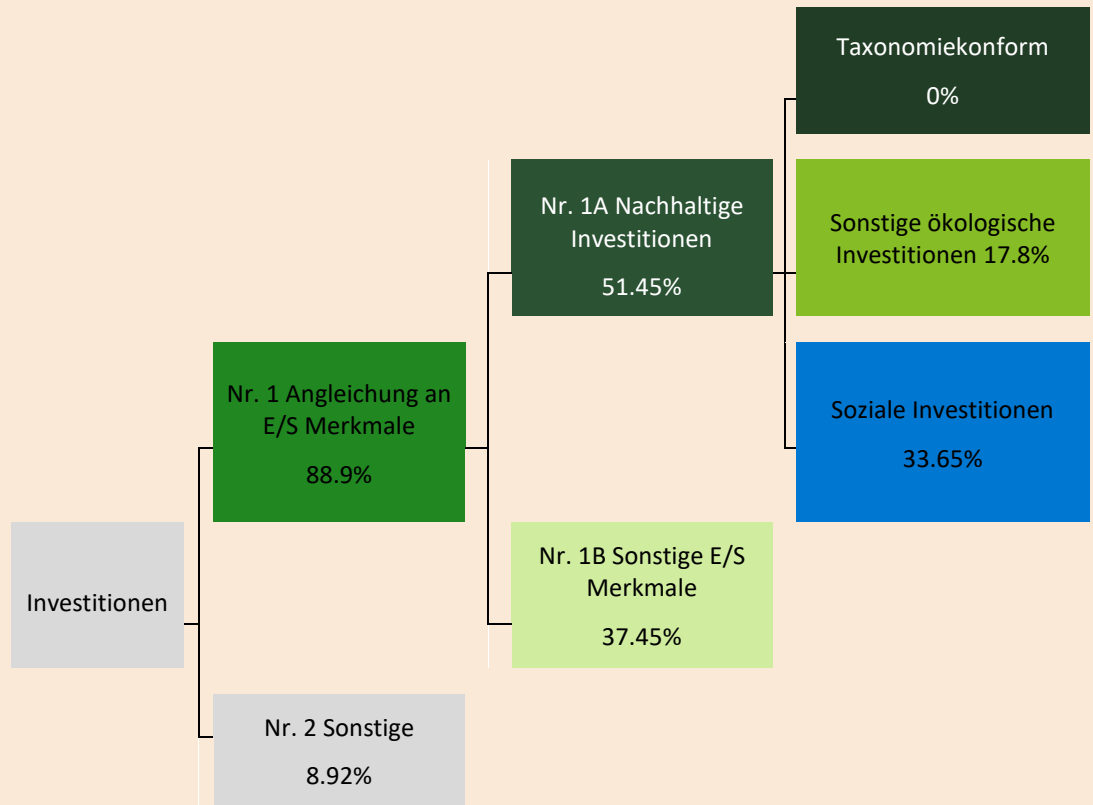 Taxonomiekonform
0%
Nr. 1A Nachhaltige
Investitionen
51.45%
Sonstige ökologische
Investitionen 17.8%
Nr. 1 Angleichung an
E/S Merkmale
88.9%
Soziale Investitionen
33.65%
Investitionen
Nr. 1B Sonstige E/S
Merkmale
37.45%
Nr. 2 Sonstige
8.92%